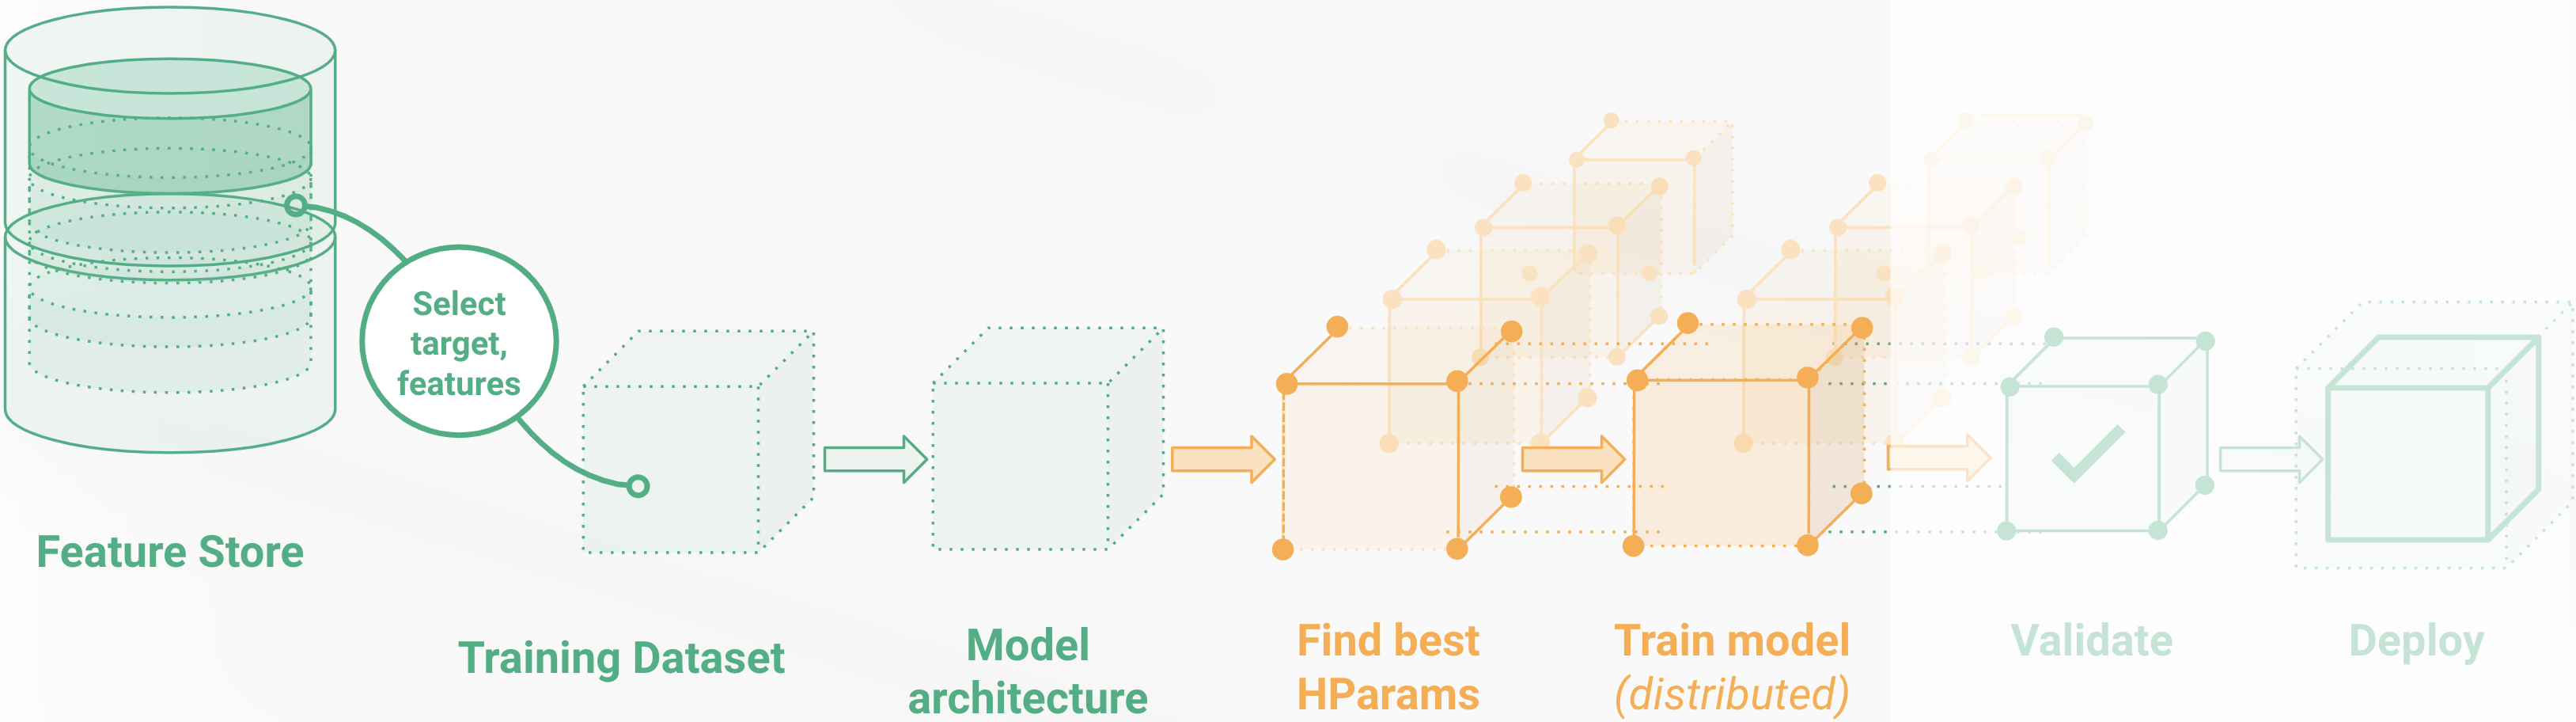 Select
target,
features
Feature Store
Training Dataset
Model
architecture
Find best
HParams
Train model
(distributed)
Validate
Deploy